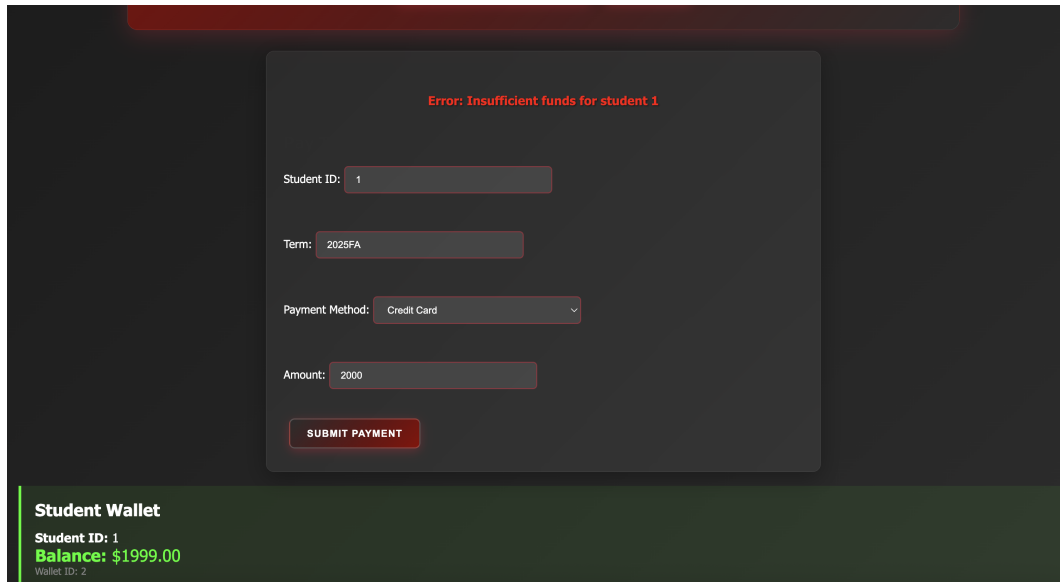 Error: Insufficient funds for student 1
Student ID: 1
Term: 2025FA
Payment Method: Credit Card
Amount: 2000
SUBMIT PAYMENT
Student Wallet
Student ID: 1
Balance: $1999.00
Wallet ID: 2